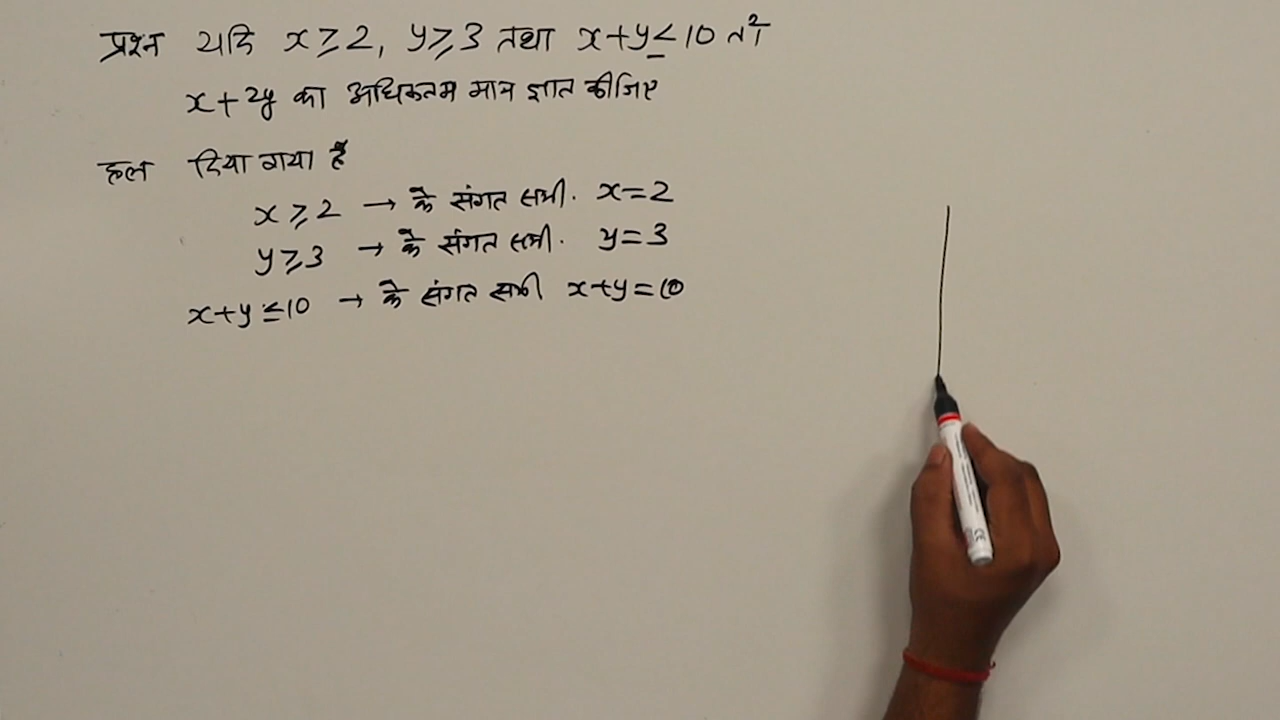 प्रश्न यदि x ≥ 2, y ≥ 3 तथा x+y ≤ 10 तो
x + 2y का अधिकतम मान ज्ञात कीजिए
हल दिया गया है
x ≥ 2 → के संगत समी. x = 2
y ≥ 3 → के संगत समी. y = 3
x+y ≤ 10 → के संगत समी x+y = 10